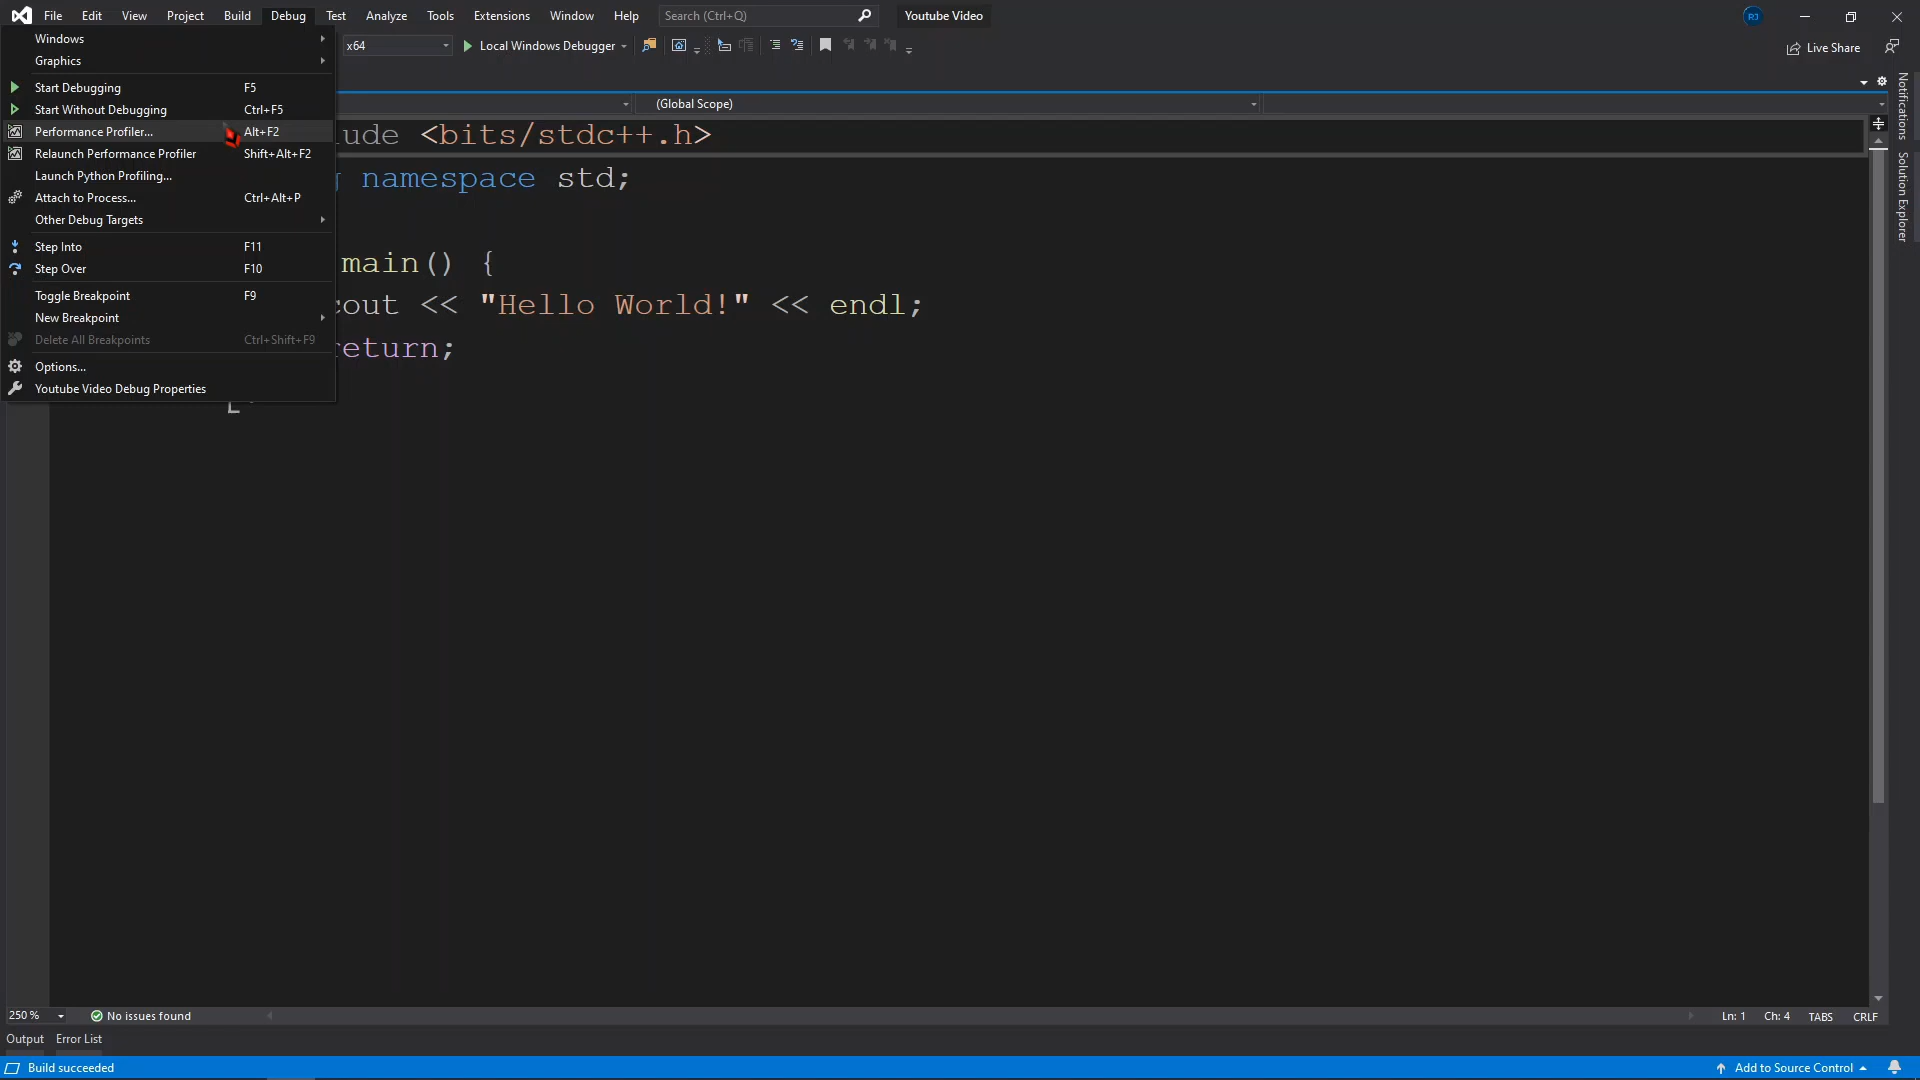 File Edit View Project Build Debug Test Analyze Tools Extensions Window Help Search (Ctrl+Q) Youtube Video RJ
x64 Local Windows Debugger Live Share
Windows
Graphics
Start Debugging F5
Start Without Debugging Ctrl+F5
Performance Profiler... Alt+F2
Relaunch Performance Profiler Shift+Alt+F2
Launch Python Profiling...
Attach to Process... Ctrl+Alt+P
Other Debug Targets
Step Into F11
Step Over F10
Toggle Breakpoint F9
New Breakpoint
Delete All Breakpoints Ctrl+Shift+F9
Options...
Youtube Video Debug Properties
(Global Scope)
lude <bits/stdc++.h>
g namespace std;
main() {
cout << "Hello World!" << endl;
return;
Notifications
Solution Explorer
250 % No issues found Ln: 1 Ch: 4 TABS CRLF
Output Error List
Build succeeded Add to Source Control